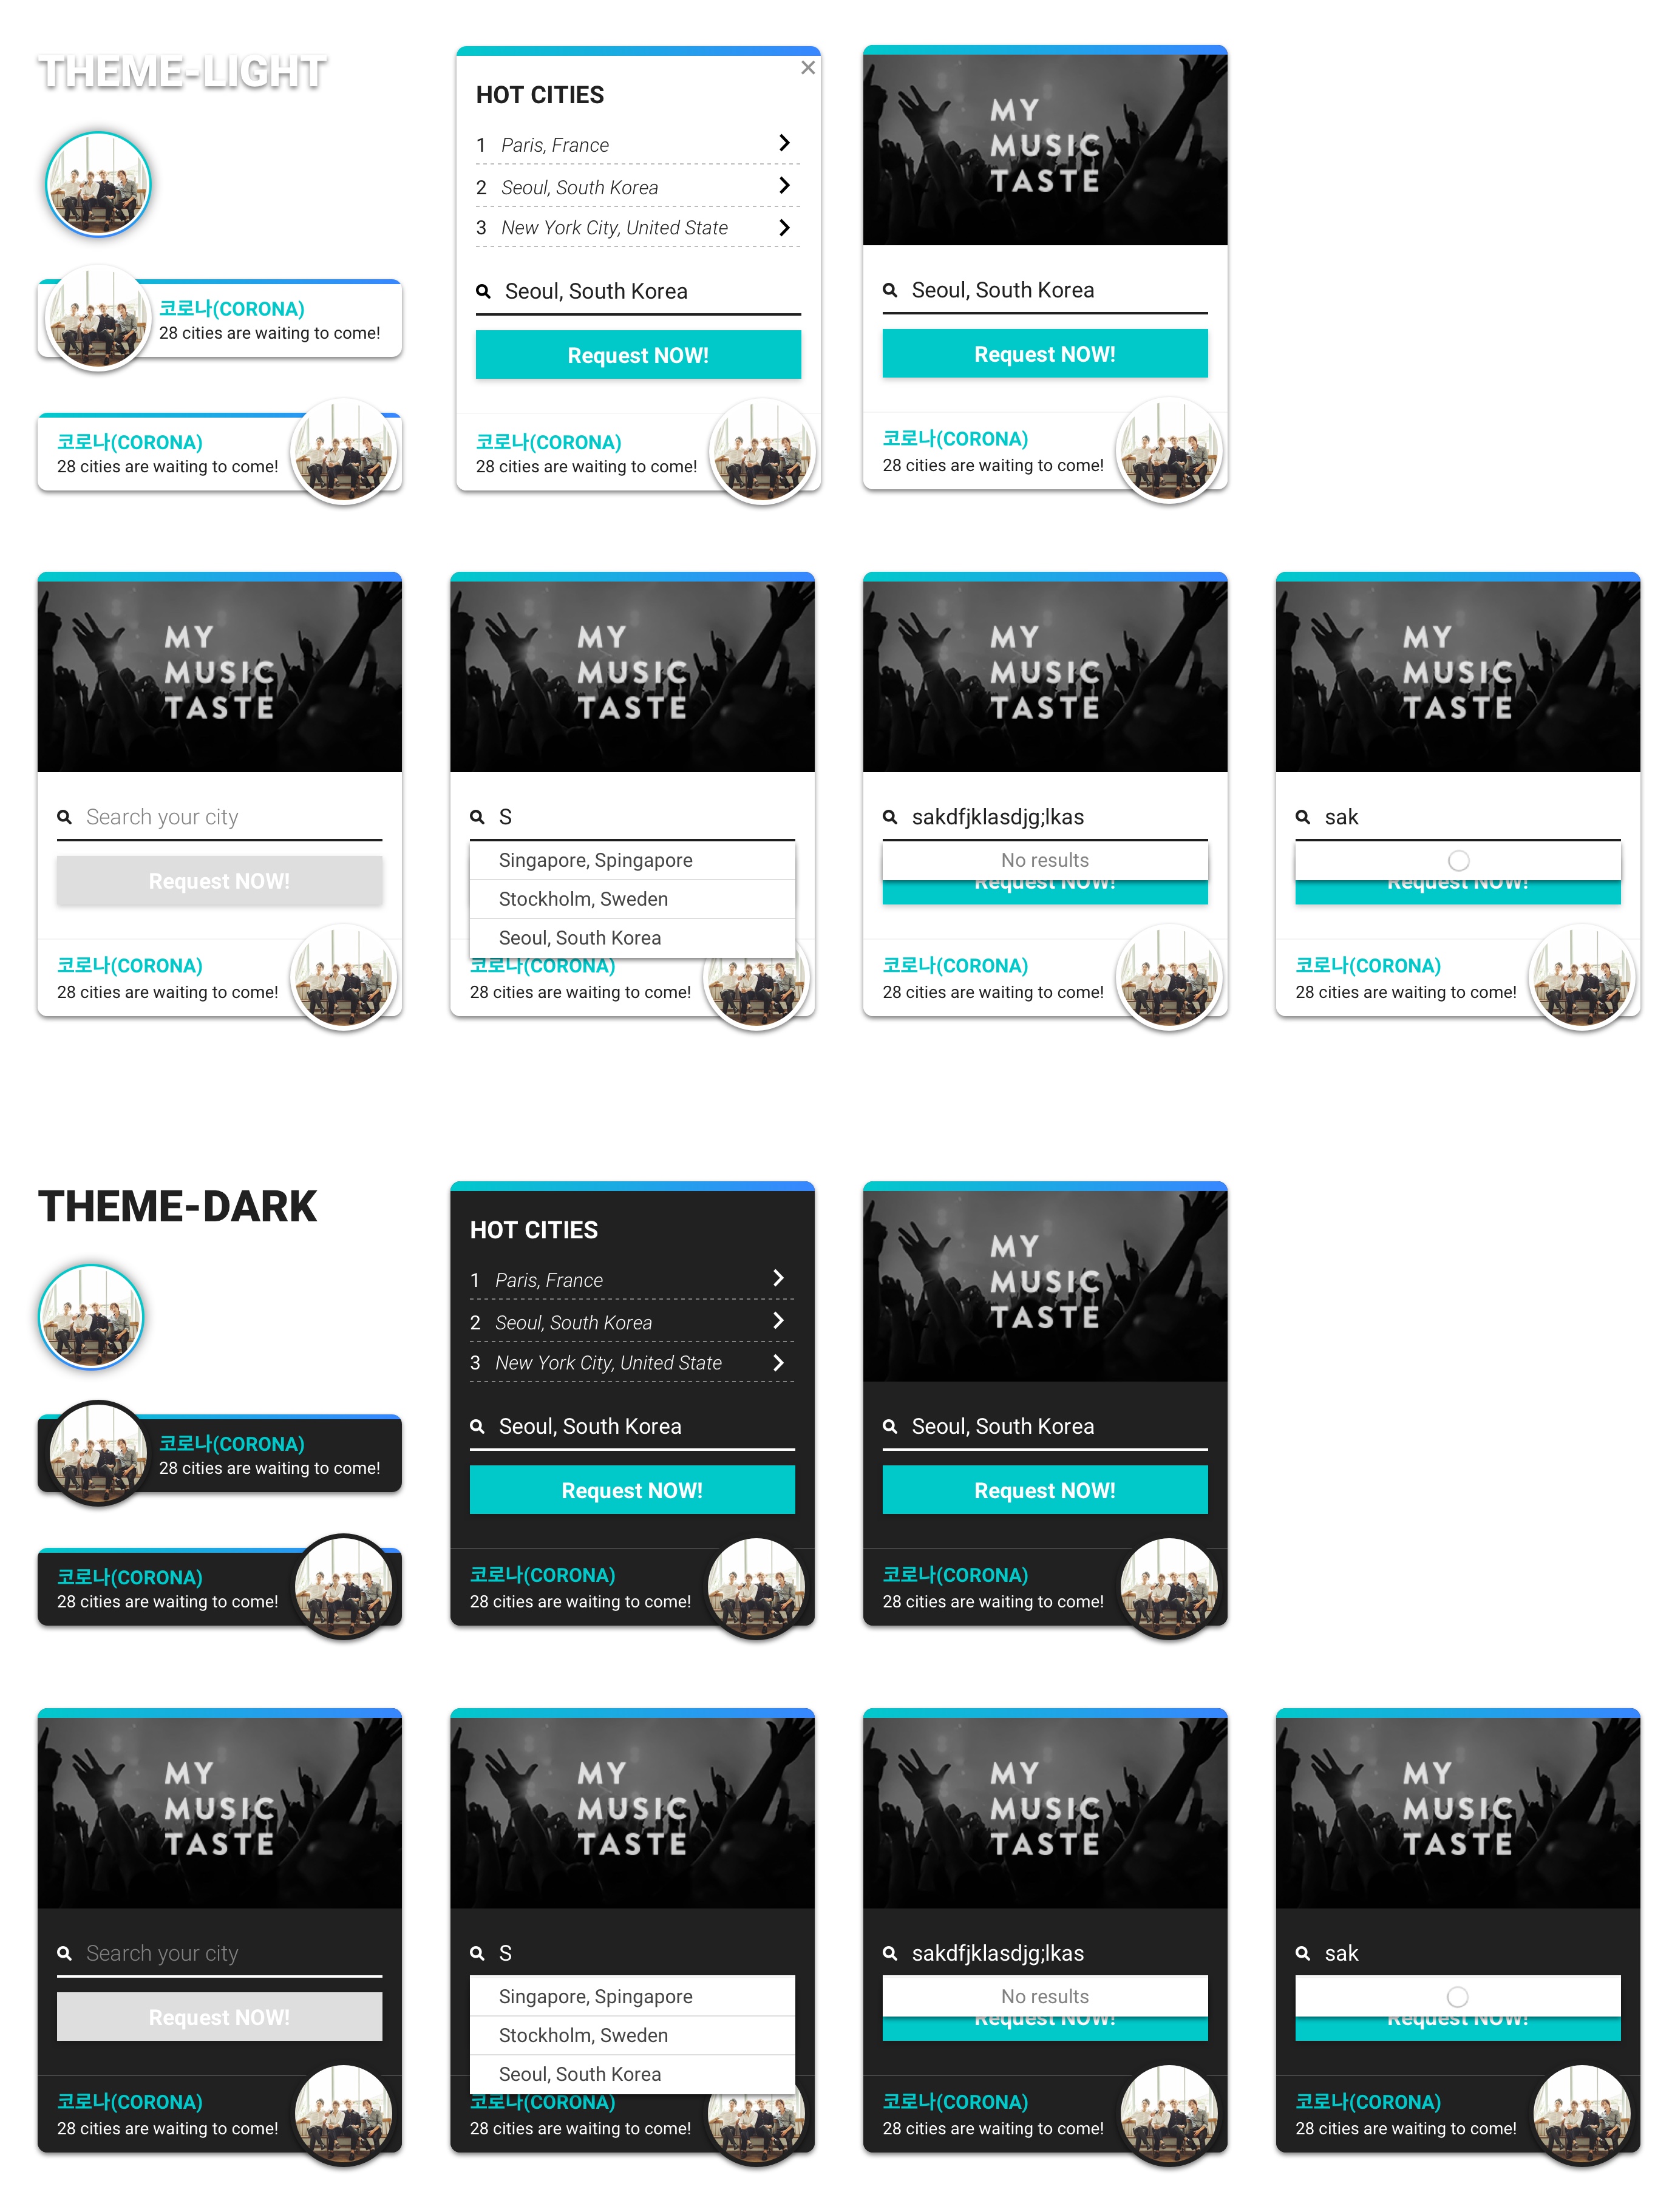 THEME-LIGHT
HOT CITIES
1 Paris, France
2 Seoul, South Korea
3 New York City, United State
Seoul, South Korea
Request NOW!
코로나(CORONA)
28 cities are waiting to come!
MY
MUSIC
TASTE
Seoul, South Korea
Request NOW!
코로나(CORONA)
28 cities are waiting to come!
코로나(CORONA)
28 cities are waiting to come!
코로나(CORONA)
28 cities are waiting to come!
MY
MUSIC
TASTE
Search your city
Request NOW!
코로나(CORONA)
28 cities are waiting to come!
MY
MUSIC
TASTE
S
Singapore, Spingapore
Stockholm, Sweden
Seoul, South Korea
코로나(CORONA)
28 cities are waiting to come!
MY
MUSIC
TASTE
sakdfjklasdjg;lkas
No results
Request NOW!
코로나(CORONA)
28 cities are waiting to come!
MY
MUSIC
TASTE
sak
Request NOW!
코로나(CORONA)
28 cities are waiting to come!
THEME-DARK
HOT CITIES
1 Paris, France
2 Seoul, South Korea
3 New York City, United State
Seoul, South Korea
Request NOW!
코로나(CORONA)
28 cities are waiting to come!
MY
MUSIC
TASTE
Seoul, South Korea
Request NOW!
코로나(CORONA)
28 cities are waiting to come!
코로나(CORONA)
28 cities are waiting to come!
코로나(CORONA)
28 cities are waiting to come!
MY
MUSIC
TASTE
Search your city
Request NOW!
코로나(CORONA)
28 cities are waiting to come!
MY
MUSIC
TASTE
S
Singapore, Spingapore
Stockholm, Sweden
Seoul, South Korea
코로나(CORONA)
28 cities are waiting to come!
MY
MUSIC
TASTE
sakdfjklasdjg;lkas
No results
Request NOW!
코로나(CORONA)
28 cities are waiting to come!
MY
MUSIC
TASTE
sak
Request NOW!
코로나(CORONA)
28 cities are waiting to come!